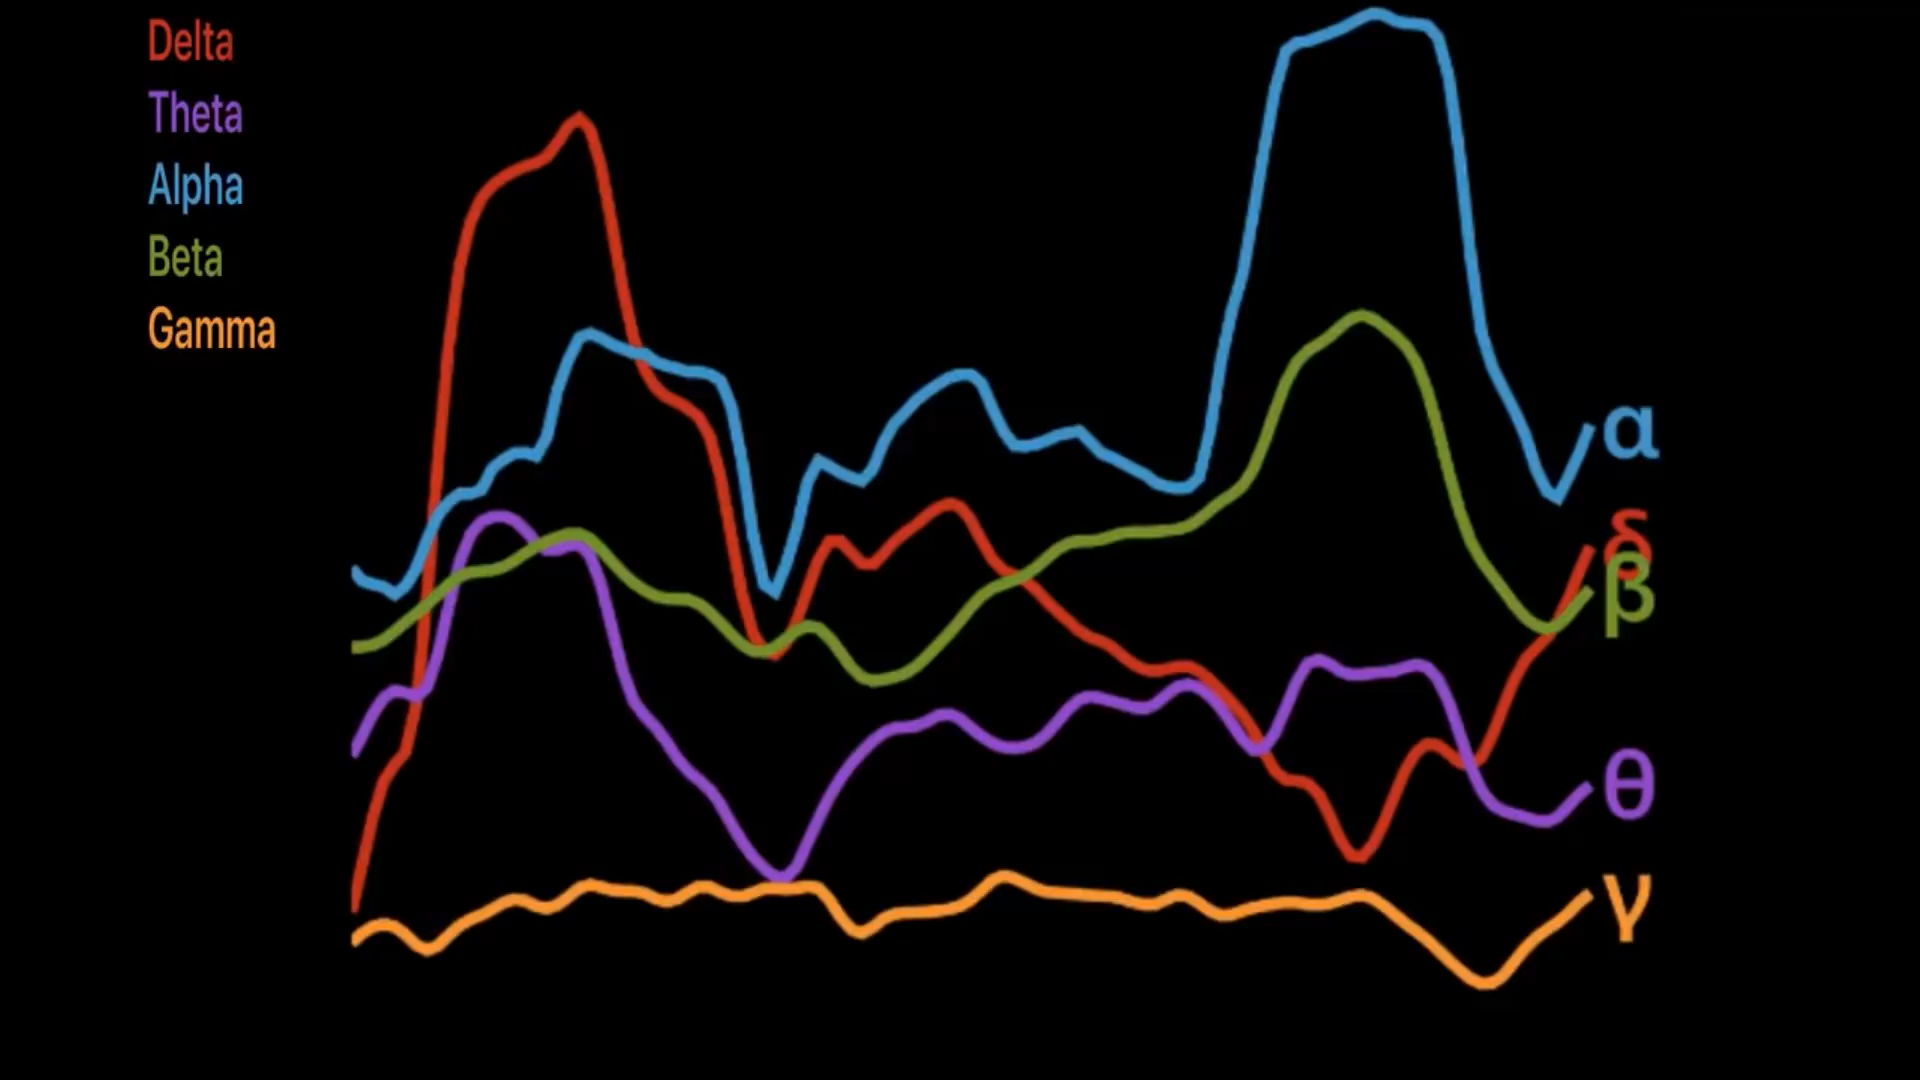 Delta
Theta
Alpha
Beta
Gamma
α
δ
β
θ
γ